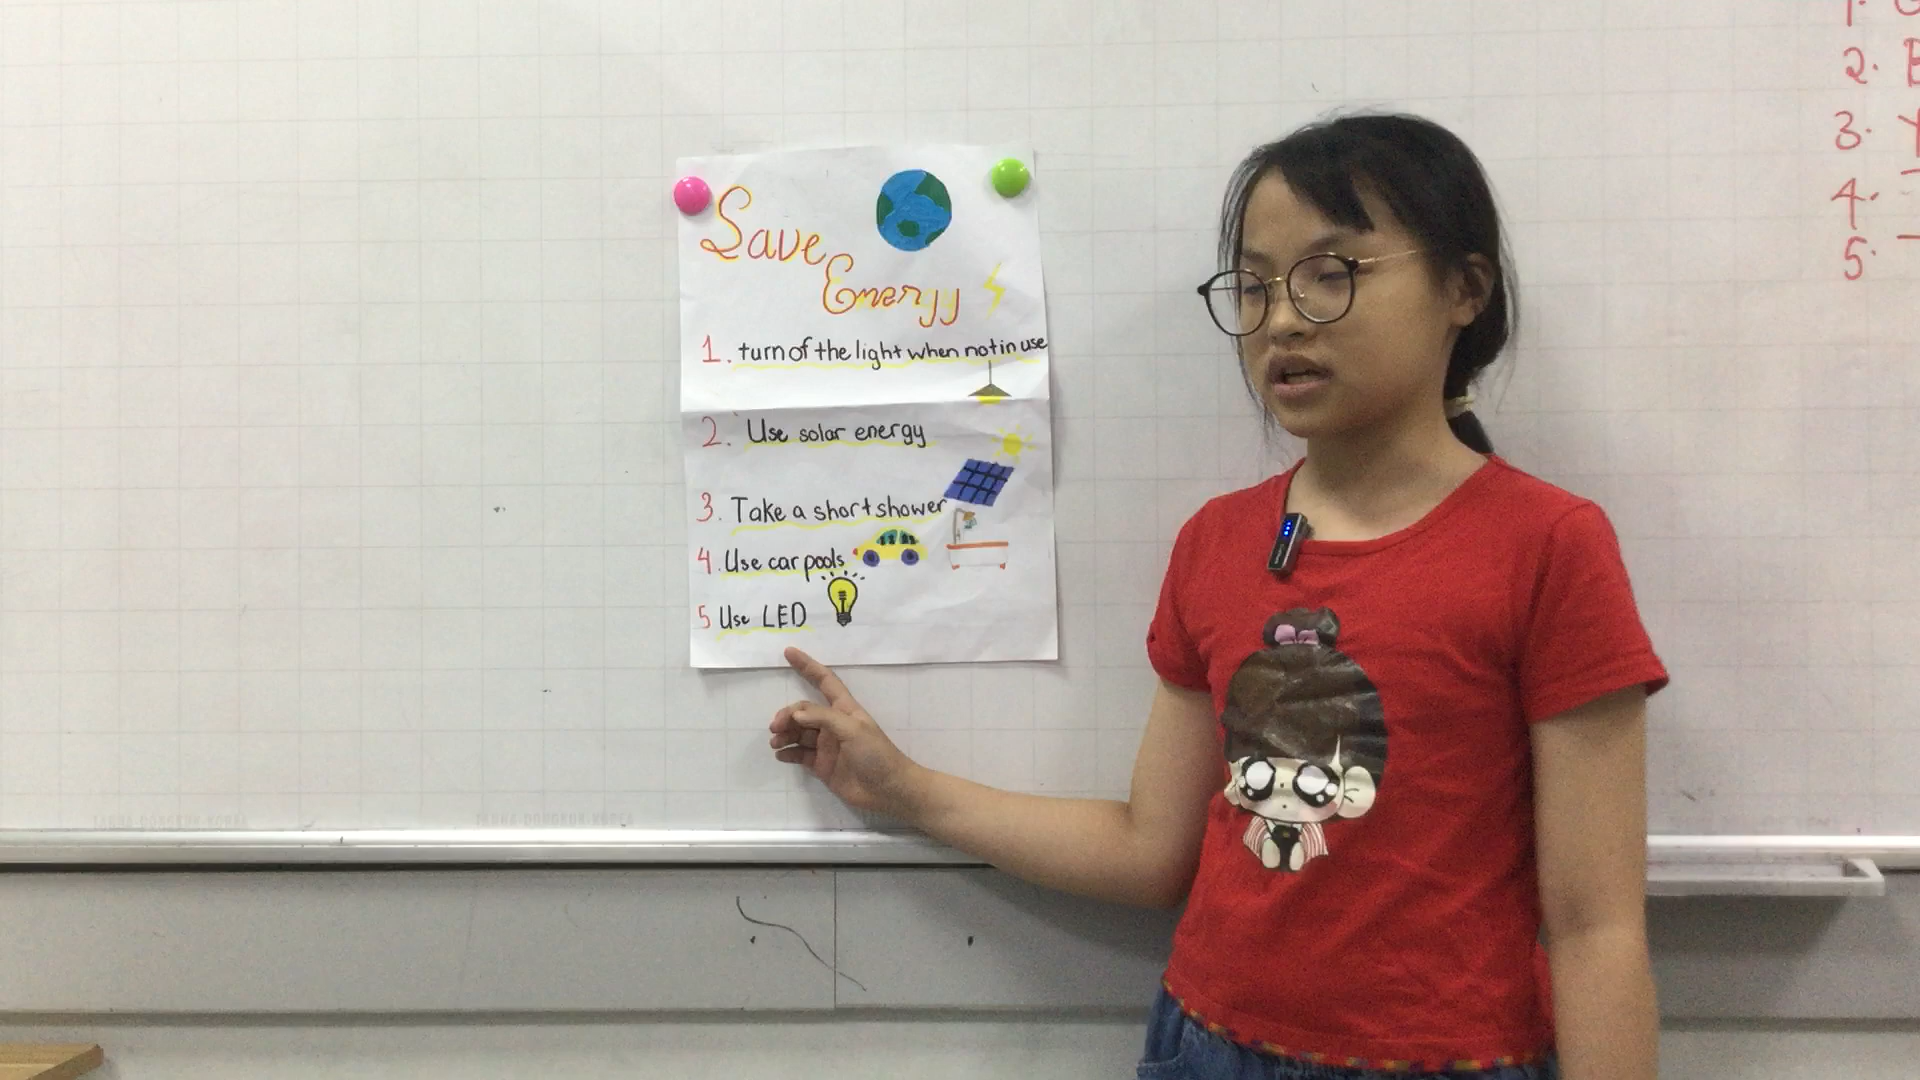 Save
Energy
1. turn of the light when not in use
2. Use solar energy
3. Take a short shower
4. Use car pools
5 Use LED
1.
2.
3.
4.
5.